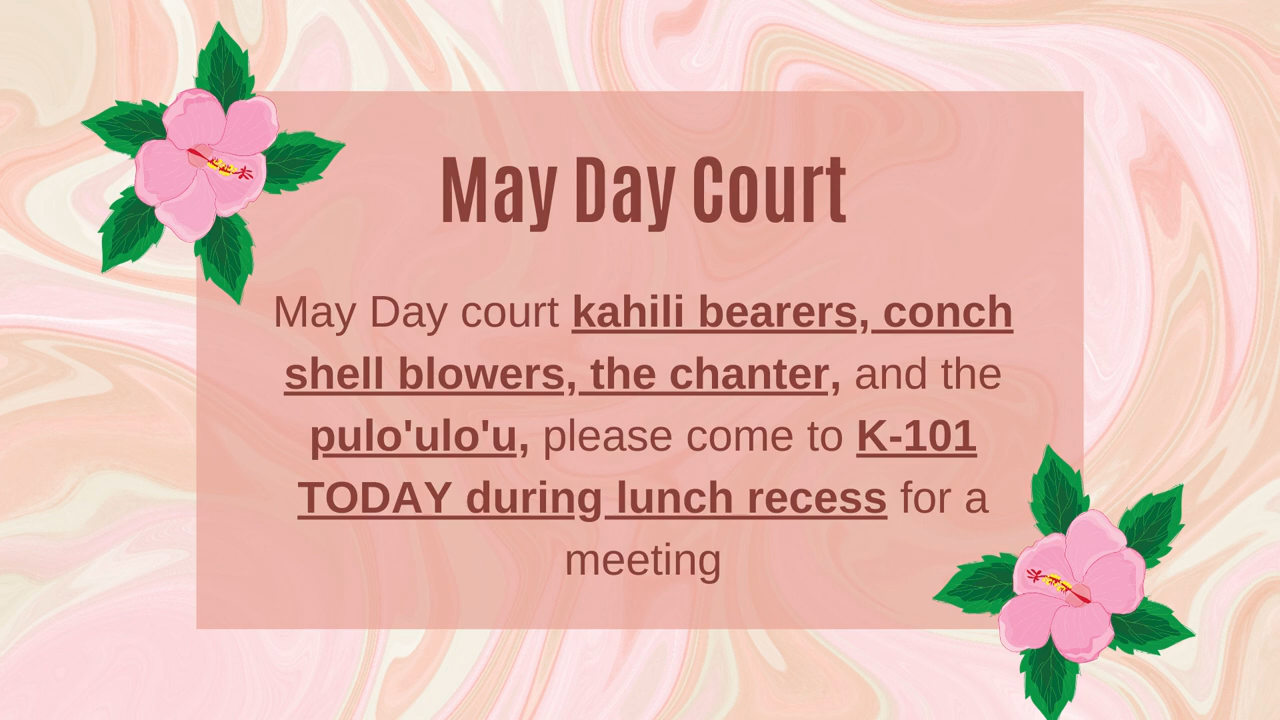 May Day Court
May Day court kahili bearers, conch
shell blowers, the chanter, and the
pulo'ulo'u, please come to K-101
TODAY during lunch recess for a
meeting